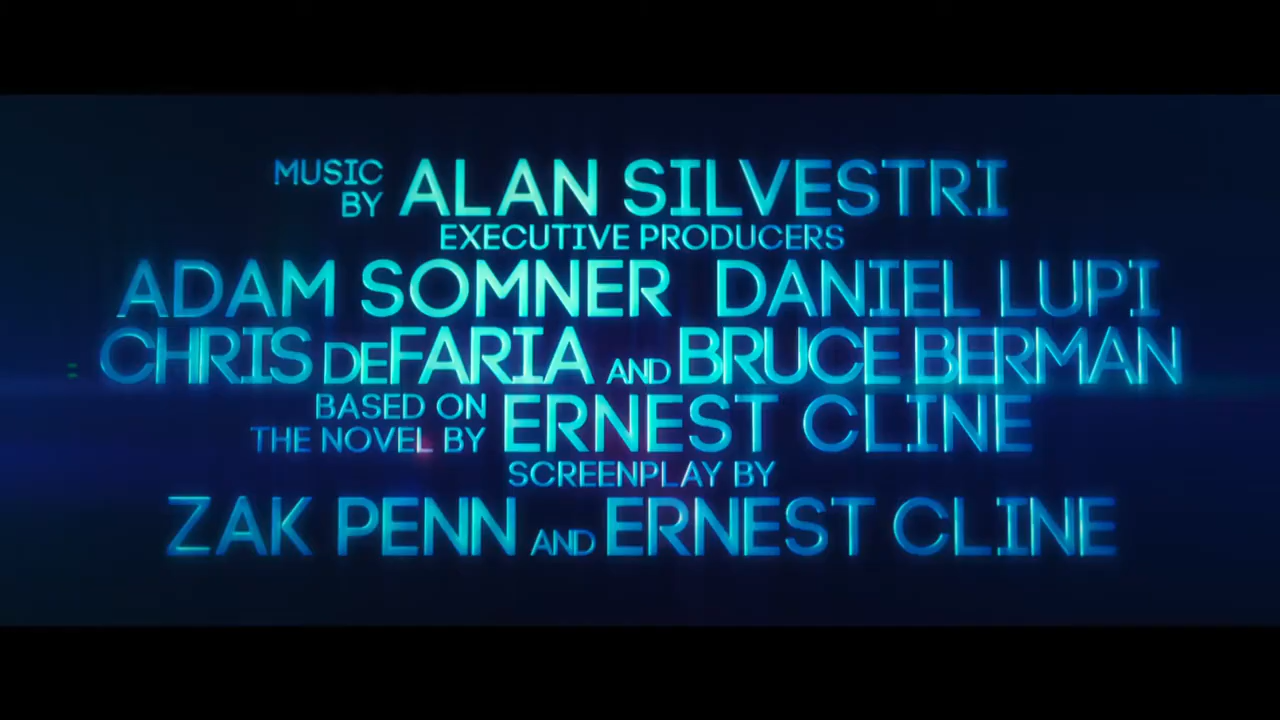 MUSIC BY ALAN SILVESTRI
EXECUTIVE PRODUCERS
ADAM SOMNER DANIEL LUPI
CHRIS DEFARIA AND BRUCE BERMAN
BASED ON THE NOVEL BY ERNEST CLINE
SCREENPLAY BY
ZAK PENN AND ERNEST CLINE